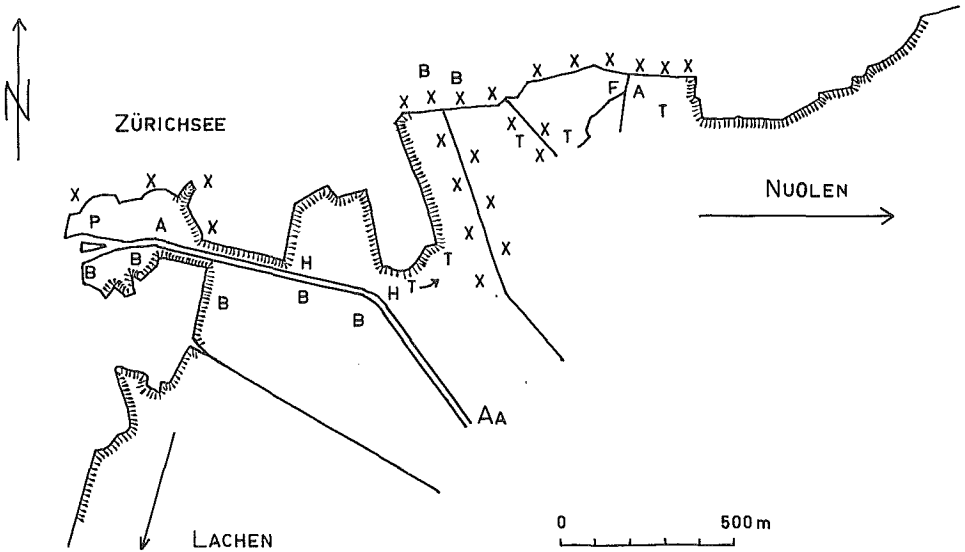 N
ZÜRICHSEE
B B
X X X X
X X X X X X X
F A
T
X X
T T
X
X X X X X X
NUOLEN
X X X X
P A
B B
H
B
B
B
H
T T
AA
LACHEN
0 500 m